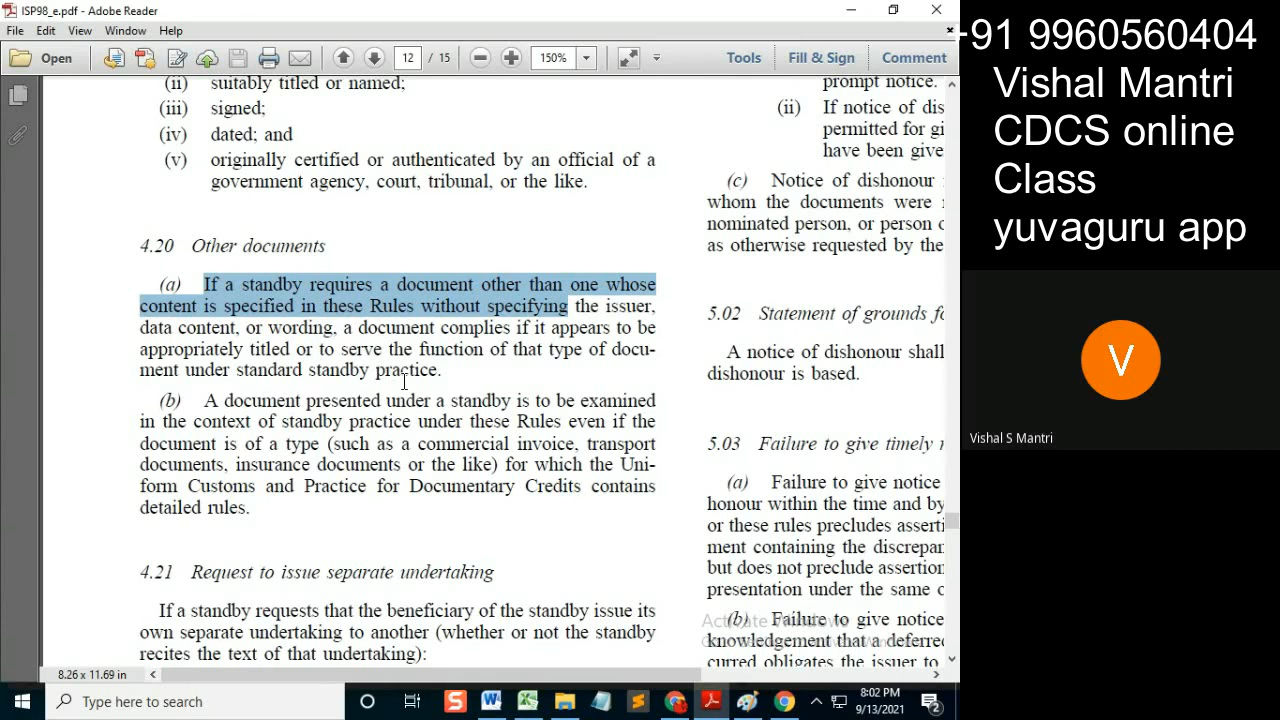 ISP98_e.pdf - Adobe Reader
File Edit View Window Help
Open
12 / 15
150%
Tools Fill & Sign Comment
(ii) suitably titled or named;
(iii) signed;
(iv) dated; and
(v) originally certified or authenticated by an official of a
government agency, court, tribunal, or the like.
4.20 Other documents
(a) If a standby requires a document other than one whose
content is specified in these Rules without specifying the issuer,
data content, or wording, a document complies if it appears to be
appropriately titled or to serve the function of that type of docu-
ment under standard standby practice.
(b) A document presented under a standby is to be examined
in the context of standby practice under these Rules even if the
document is of a type (such as a commercial invoice, transport
documents, insurance documents or the like) for which the Uni-
form Customs and Practice for Documentary Credits contains
detailed rules.
4.21 Request to issue separate undertaking
If a standby requests that the beneficiary of the standby issue its
own separate undertaking to another (whether or not the standby
recites the text of that undertaking):
prompt notice.
(ii) If notice of dis
permitted for gi
have been give
(c) Notice of dishonour
whom the documents were
nominated person, or person
as otherwise requested by the
5.02 Statement of grounds fo
A notice of dishonour shall
dishonour is based.
5.03 Failure to give timely
(a) Failure to give notice
honour within the time and by
or these rules precludes asserti
ment containing the discrepan
but does not preclude assertion
presentation under the same c
Activate Windows
(b) Failure to give notice
knowledgement that a deferre
curred obligates the issuer to
8.26 x 11.69 in
Type here to search
8:02 PM
9/13/2021
2
+91 9960560404
Vishal Mantri
CDCS online
Class
yuvaguru app
V
Vishal S Mantri